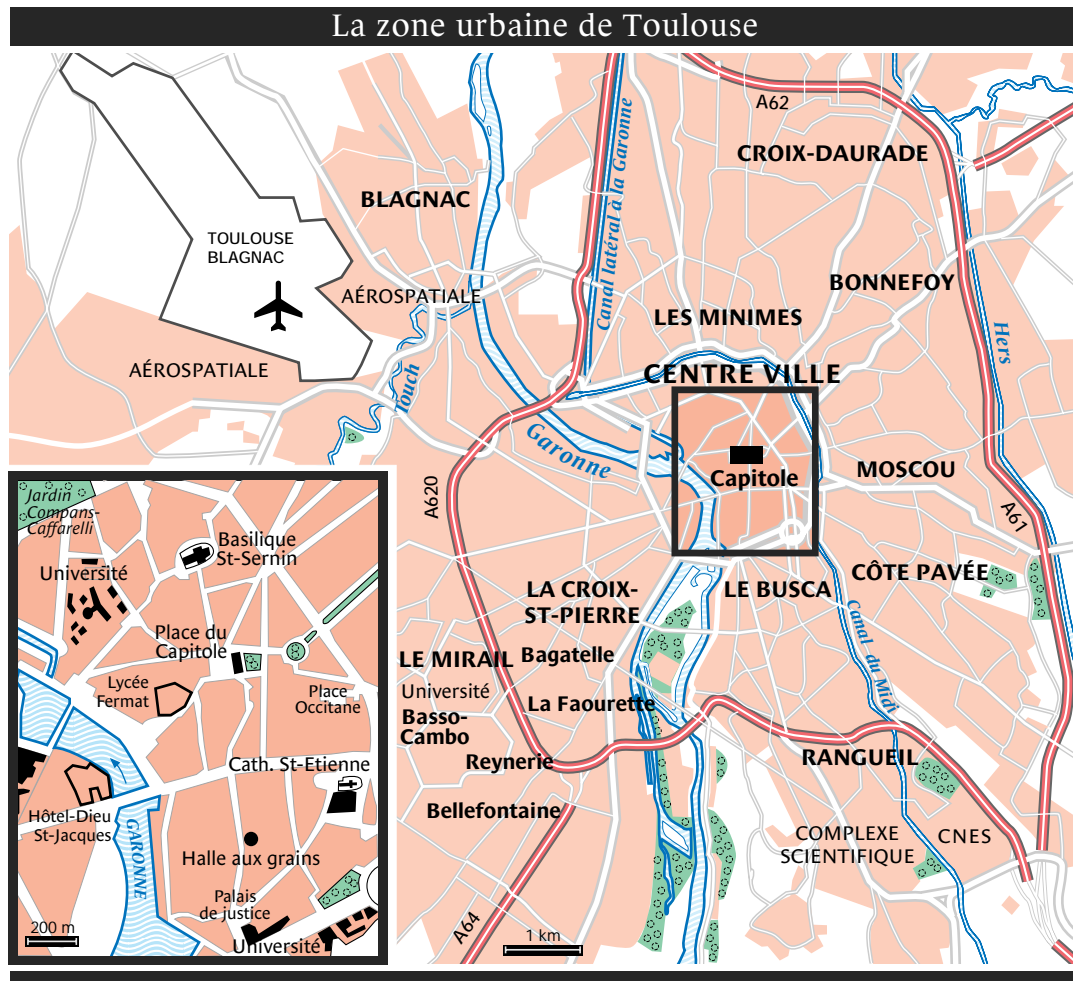 La zone urbaine de Toulouse
A62
CROIX-DAURADE
BLAGNAC
Canal latéral à la Garonne
TOULOUSE
BLAGNAC
BONNEFOY
AÉROSPATIALE
LES MINIMES
Hers
AÉROSPATIALE
CENTRE VILLE
Touch
Garonne
MOSCOU
Capitole
A620
A61
CÔTE PAVÉE
LA CROIX-
ST-PIERRE
LE BUSCA
Canal du Midi
LE MIRAIL
Bagatelle
Université
La Faourette
Basso-
Cambo
Reynerie
RANGUEIL
Bellefontaine
COMPLEXE
SCIENTIFIQUE
CNES
A64
1 km
Jardin
Compans-
Caffarelli
Basilique
St-Sernin
Université
Place du
Capitole
Lycée
Fermat
Place
Occitane
Cath. St-Etienne
Hôtel-Dieu
St-Jacques
GARONNE
Halle aux grains
Palais
de justice
200 m
Université